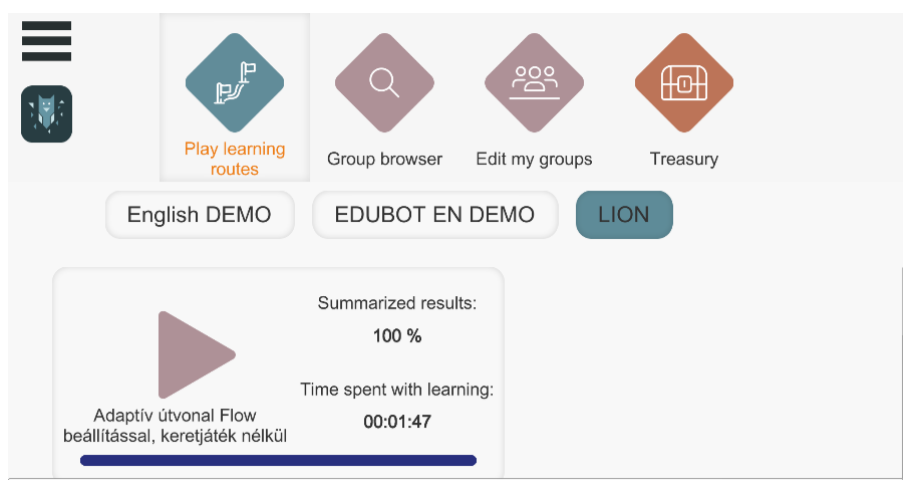 Play learning
routes
Group browser
Edit my groups
Treasury
English DEMO
EDUBOT EN DEMO
LION
Summarized results:
100 %
Time spent with learning:
00:01:47
Adaptív útvonal Flow
beállítással, keretjáték nélkül